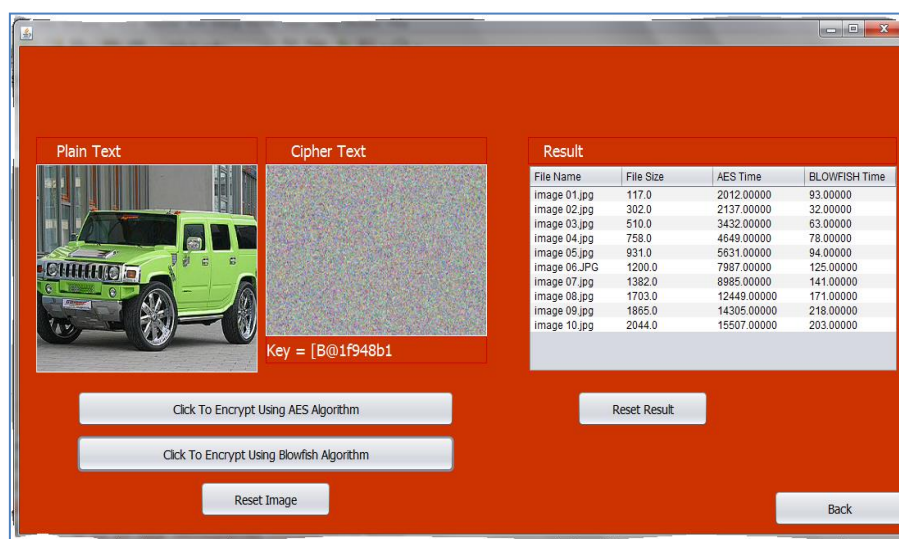 Plain Text
Cipher Text
Key = [B@1f948b1
Click To Encrypt Using AES Algorithm
Click To Encrypt Using Blowfish Algorithm
Reset Image
Result
File Name File Size AES Time BLOWFISH Time
image 01.jpg 117.0 2012.00000 93.00000
image 02.jpg 302.0 2137.00000 32.00000
image 03.jpg 510.0 3432.00000 63.00000
image 04.jpg 758.0 4649.00000 78.00000
image 05.jpg 931.0 5631.00000 94.00000
image 06.JPG 1200.0 7987.00000 125.00000
image 07.jpg 1382.0 8985.00000 141.00000
image 08.jpg 1703.0 12449.00000 171.00000
image 09.jpg 1865.0 14305.00000 218.00000
image 10.jpg 2044.0 15507.00000 203.00000
Reset Result
Back